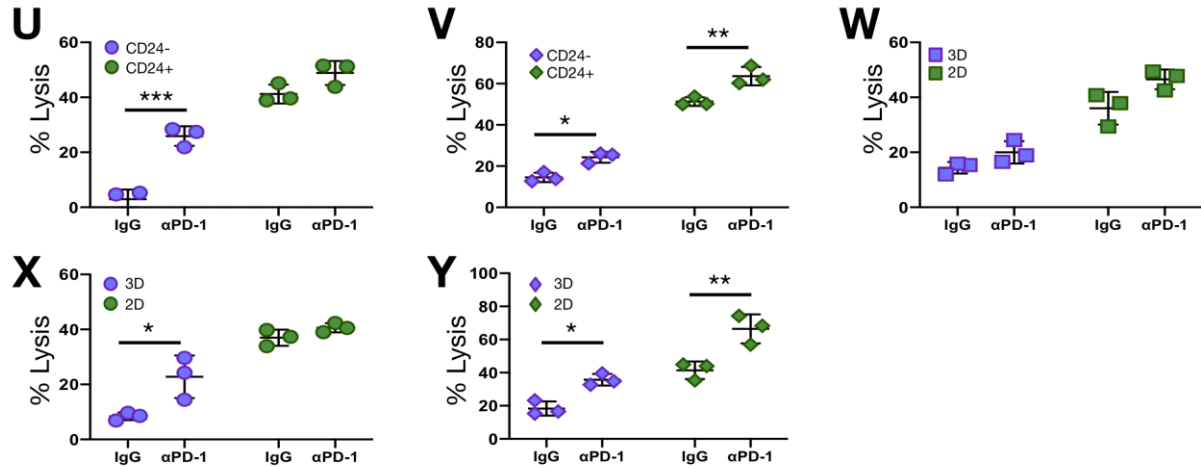 U
CD24-
CD24+
60
40
20
0
% Lysis
***
IgG
αPD-1
IgG
αPD-1
V
CD24-
CD24+
80
60
40
20
0
% Lysis
*
**
IgG
αPD-1
IgG
αPD-1
W
3D
2D
60
40
20
0
% Lysis
IgG
αPD-1
IgG
αPD-1
X
3D
2D
60
40
20
0
% Lysis
*
IgG
αPD-1
IgG
αPD-1
Y
3D
2D
100
80
60
40
20
0
% Lysis
*
**
IgG
αPD-1
IgG
αPD-1